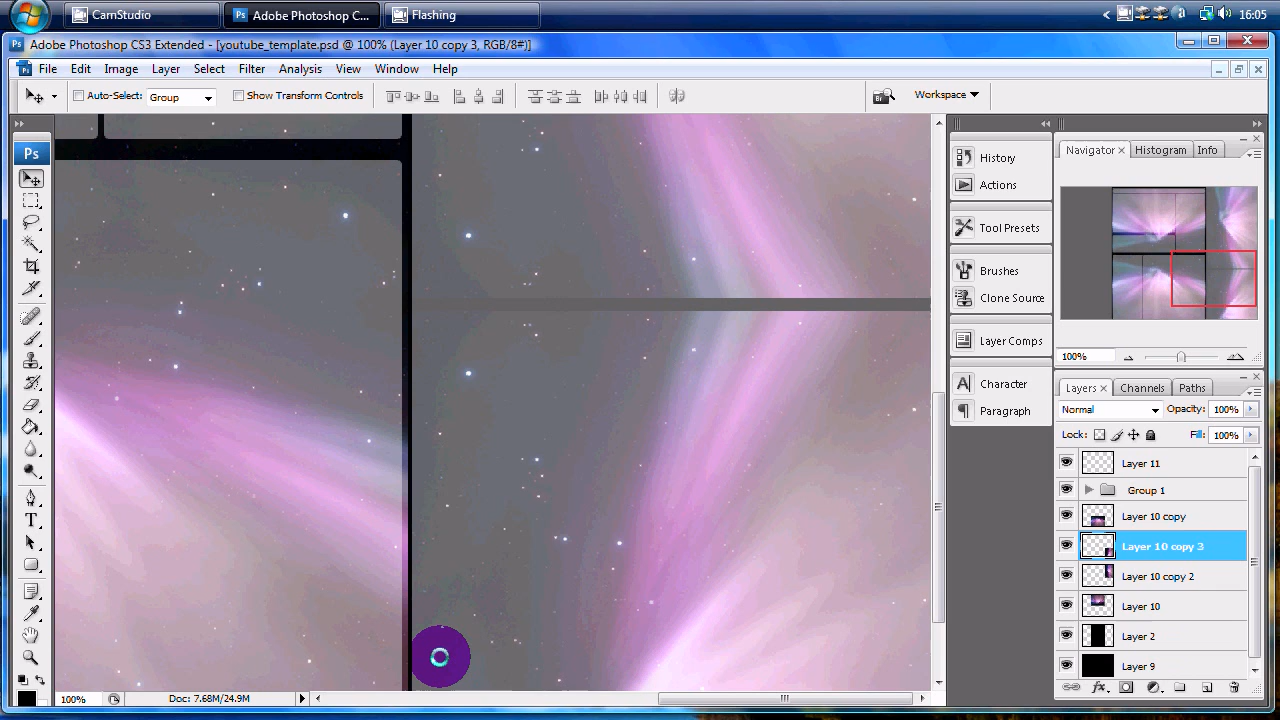 CamStudio
Adobe Photoshop C...
Flashing
16:05
Adobe Photoshop CS3 Extended - [youtube_template.psd @ 100% (Layer 10 copy 3, RGB/8#)]
File Edit Image Layer Select Filter Analysis View Window Help
Auto-Select: Group Show Transform Controls Workspace
Ps
History
Actions
Tool Presets
Brushes
Clone Source
Layer Comps
Character
Paragraph
Navigator Histogram Info
100%
Layers Channels Paths
Normal Opacity: 100%
Lock: Fill: 100%
Layer 11
Group 1
Layer 10 copy
Layer 10 copy 3
Layer 10 copy 2
Layer 10
Layer 2
Layer 9
100% Doc: 7.68M/24.9M